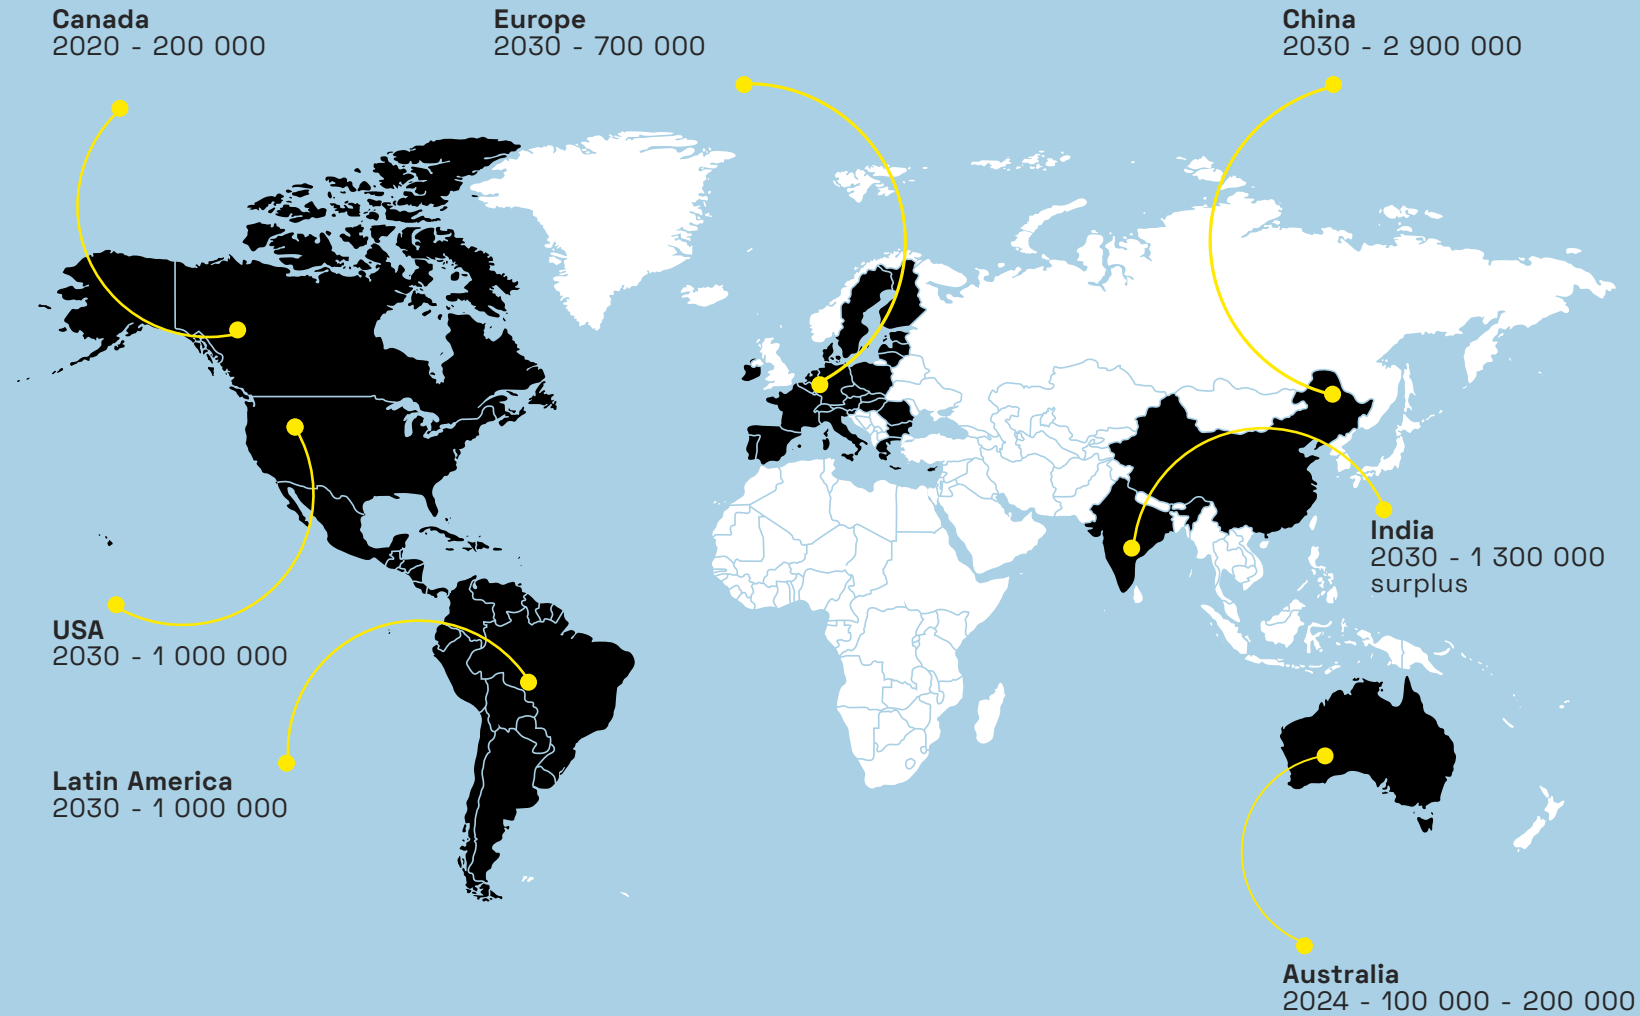 Canada
2020 - 200 000
Europe
2030 - 700 000
China
2030 - 2 900 000
India
2030 - 1 300 000
surplus
USA
2030 - 1 000 000
Latin America
2030 - 1 000 000
Australia
2024 - 100 000 - 200 000